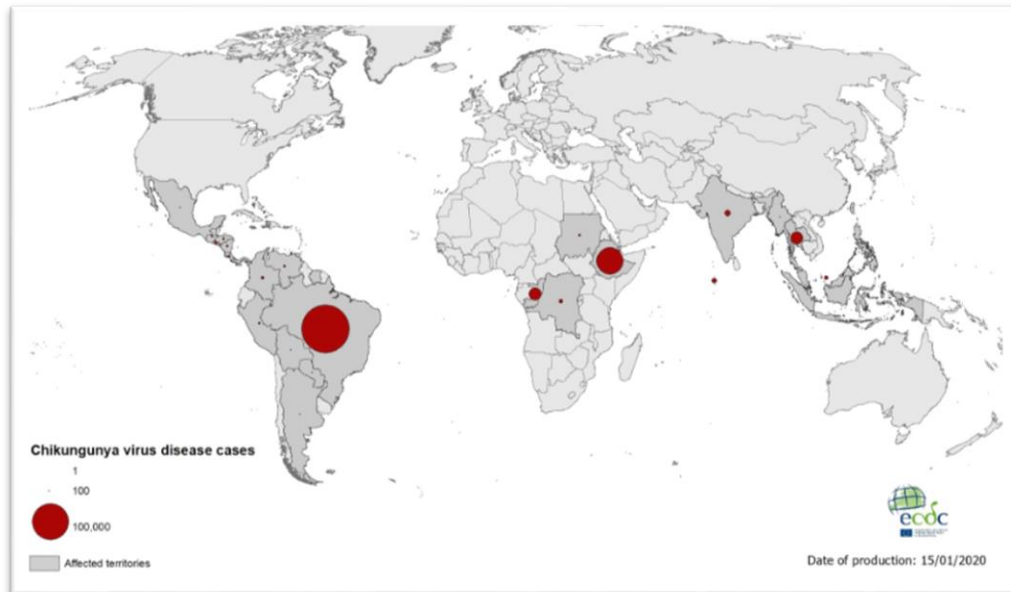 Chikungunya virus disease cases
1
100
100,000
Affected territories
ecdc
Date of production: 15/01/2020